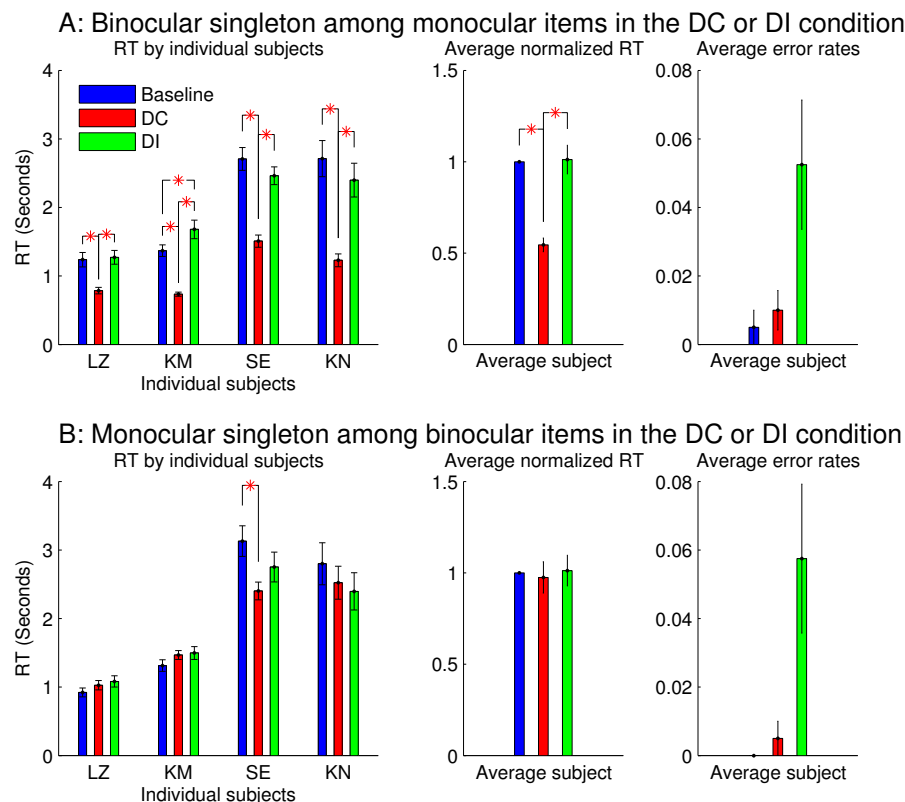 A: Binocular singleton among monocular items in the DC or DI condition
RT by individual subjects
Average normalized RT
Average error rates
4
3
2
1
0
RT (Seconds)
Baseline
DC
DI
LZ KM SE KN
Individual subjects
1.5
1
0.5
0
Average subject
0.08
0.06
0.04
0.02
0
Average subject
B: Monocular singleton among binocular items in the DC or DI condition
RT by individual subjects
Average normalized RT
Average error rates
4
3
2
1
0
RT (Seconds)
LZ KM SE KN
Individual subjects
1.5
1
0.5
0
Average subject
0.08
0.06
0.04
0.02
0
Average subject